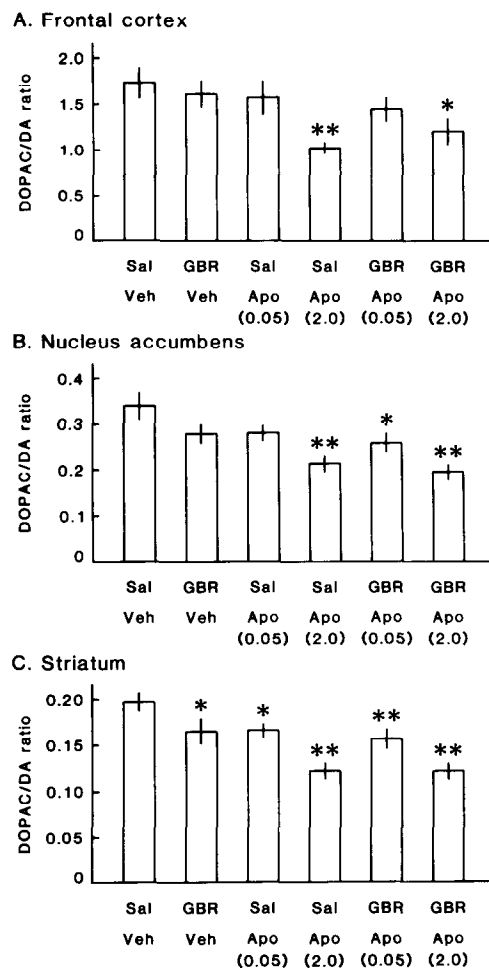 A. Frontal cortex
DOPAC/DA ratio
2.0
1.5
1.0
0.5
0
**
*
Sal GBR Sal Sal GBR GBR
Veh Veh Apo Apo Apo Apo
(0.05) (2.0) (0.05) (2.0)
B. Nucleus accumbens
DOPAC/DA ratio
0.4
0.3
0.2
0.1
0
** * **
Sal GBR Sal Sal GBR GBR
Veh Veh Apo Apo Apo Apo
(0.05) (2.0) (0.05) (2.0)
C. Striatum
DOPAC/DA ratio
0.20
0.15
0.10
0.05
0
* * ** ** **
Sal GBR Sal Sal GBR GBR
Veh Veh Apo Apo Apo Apo
(0.05) (2.0) (0.05) (2.0)